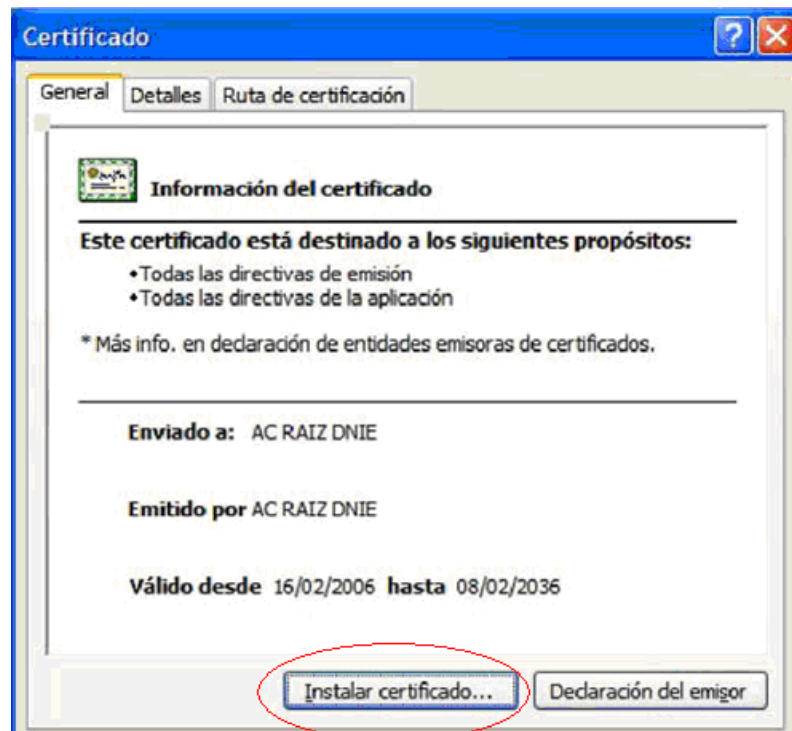 Certificado
General Detalles Ruta de certificación
Información del certificado
Este certificado está destinado a los siguientes propósitos:
•Todas las directivas de emisión
•Todas las directivas de la aplicación
* Más info. en declaración de entidades emisoras de certificados.
Enviado a: AC RAIZ DNIE
Emitido por AC RAIZ DNIE
Válido desde 16/02/2006 hasta 08/02/2036
Instalar certificado... Declaración del emisor